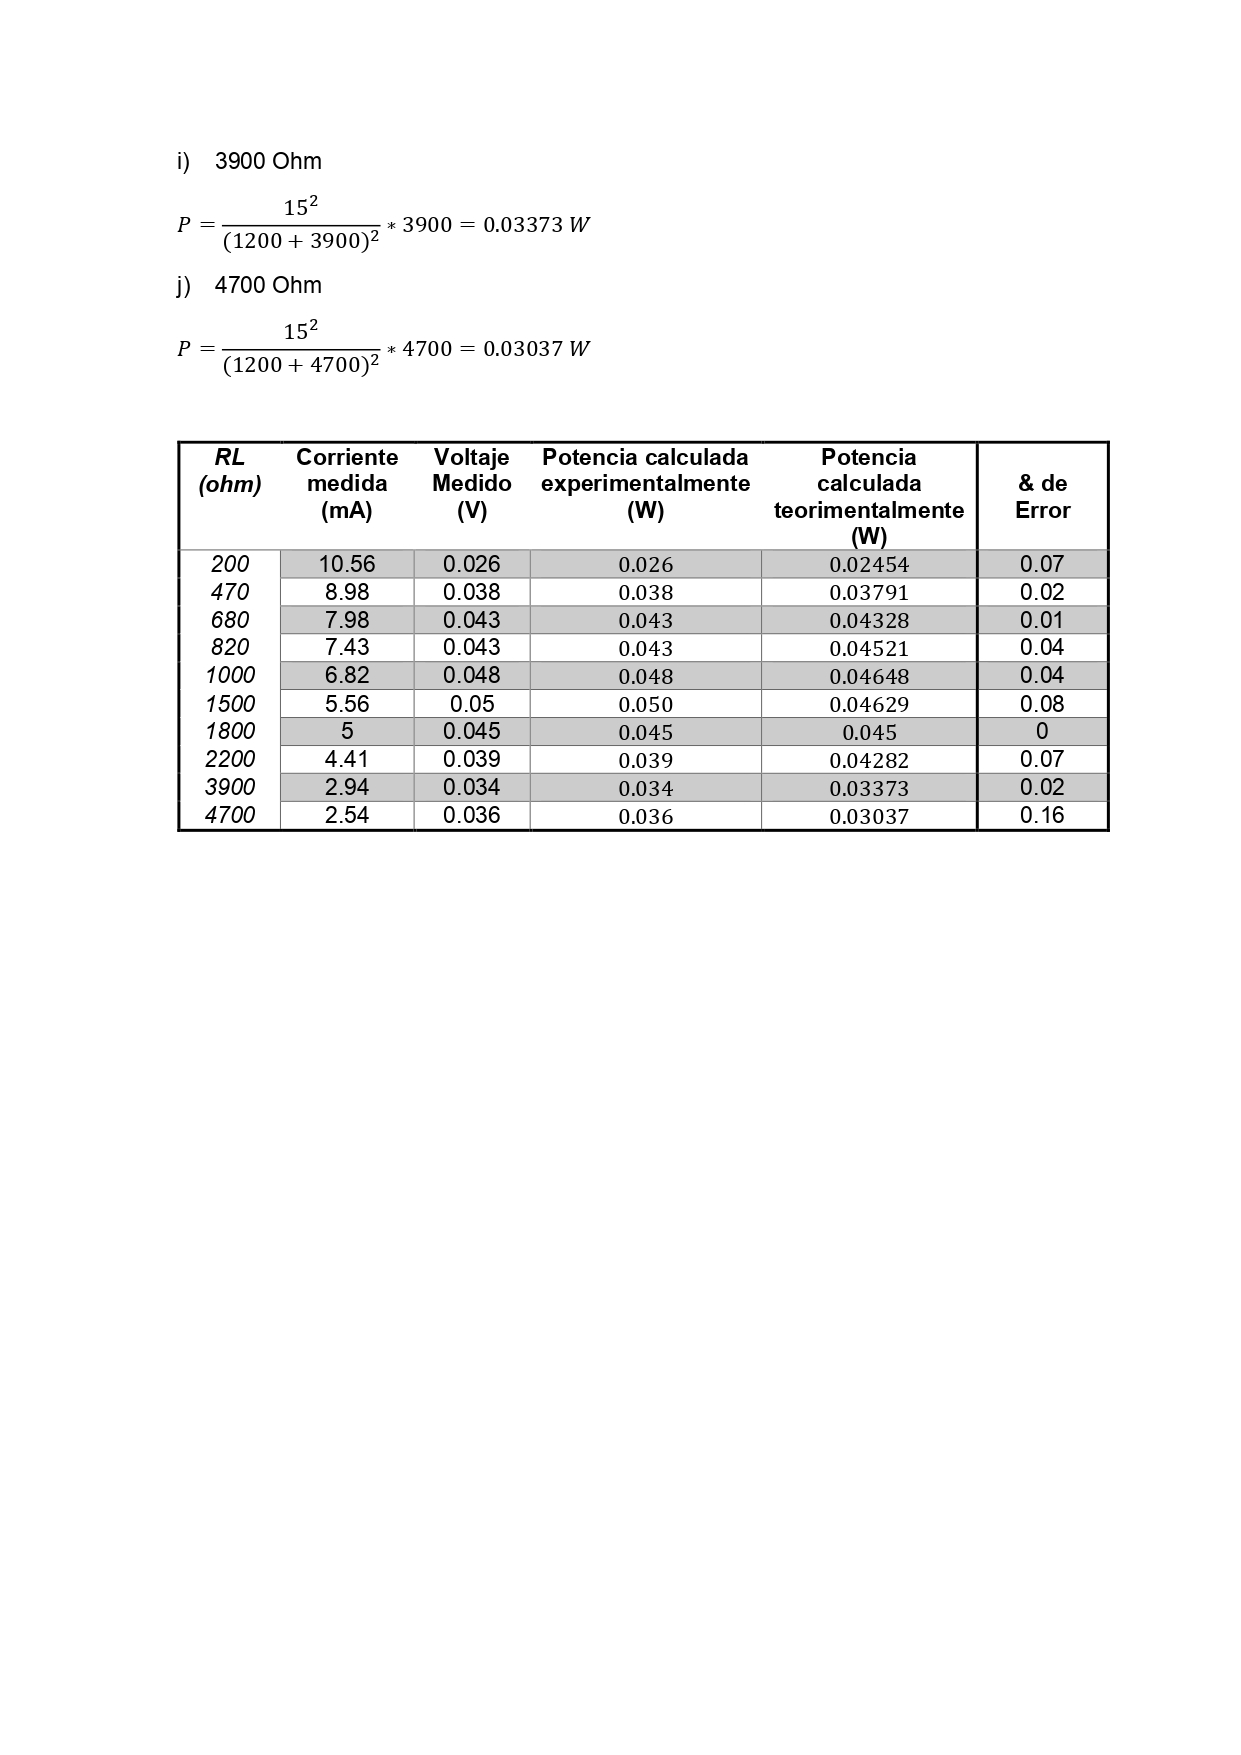 i) 3900 Ohm
P = 15² / (1200 + 3900)² * 3900 = 0.03373 W
j) 4700 Ohm
P = 15² / (1200 + 4700)² * 4700 = 0.03037 W
RL (ohm) Corriente medida (mA) Voltaje Medido (V) Potencia calculada experimentalmente (W) Potencia calculada teorimentalmente (W) & de Error
200 10.56 0.026 0.026 0.02454 0.07
470 8.98 0.038 0.038 0.03791 0.02
680 7.98 0.043 0.043 0.04328 0.01
820 7.43 0.043 0.043 0.04521 0.04
1000 6.82 0.048 0.048 0.04648 0.04
1500 5.56 0.05 0.050 0.04629 0.08
1800 5 0.045 0.045 0.045 0
2200 4.41 0.039 0.039 0.04282 0.07
3900 2.94 0.034 0.034 0.03373 0.02
4700 2.54 0.036 0.036 0.03037 0.16